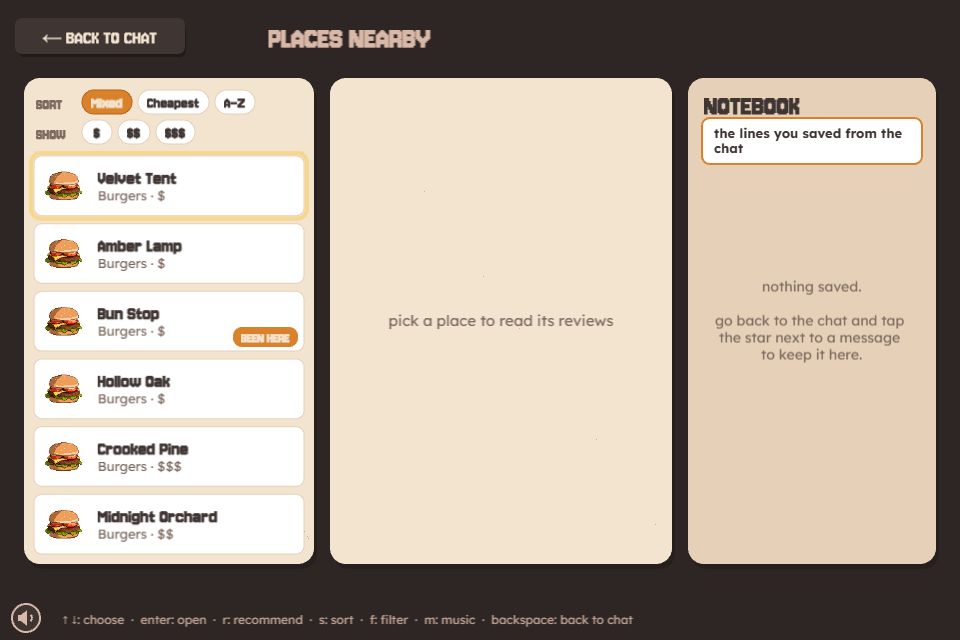 ← BACK TO CHAT
PLACES NEARBY
SORT Mixed Cheapest A-Z
SHOW $ $$ $$$
Velvet Tent
Burgers · $
Amber Lamp
Burgers · $
Bun Stop
Burgers · $
BEEN HERE
Hollow Oak
Burgers · $
Crooked Pine
Burgers · $$$
Midnight Orchard
Burgers · $$
pick a place to read its reviews
NOTEBOOK
the lines you saved from the
chat
nothing saved.
go back to the chat and tap
the star next to a message
to keep it here.
↑ ↓: choose · enter: open · r: recommend · s: sort · f: filter · m: music · backspace: back to chat